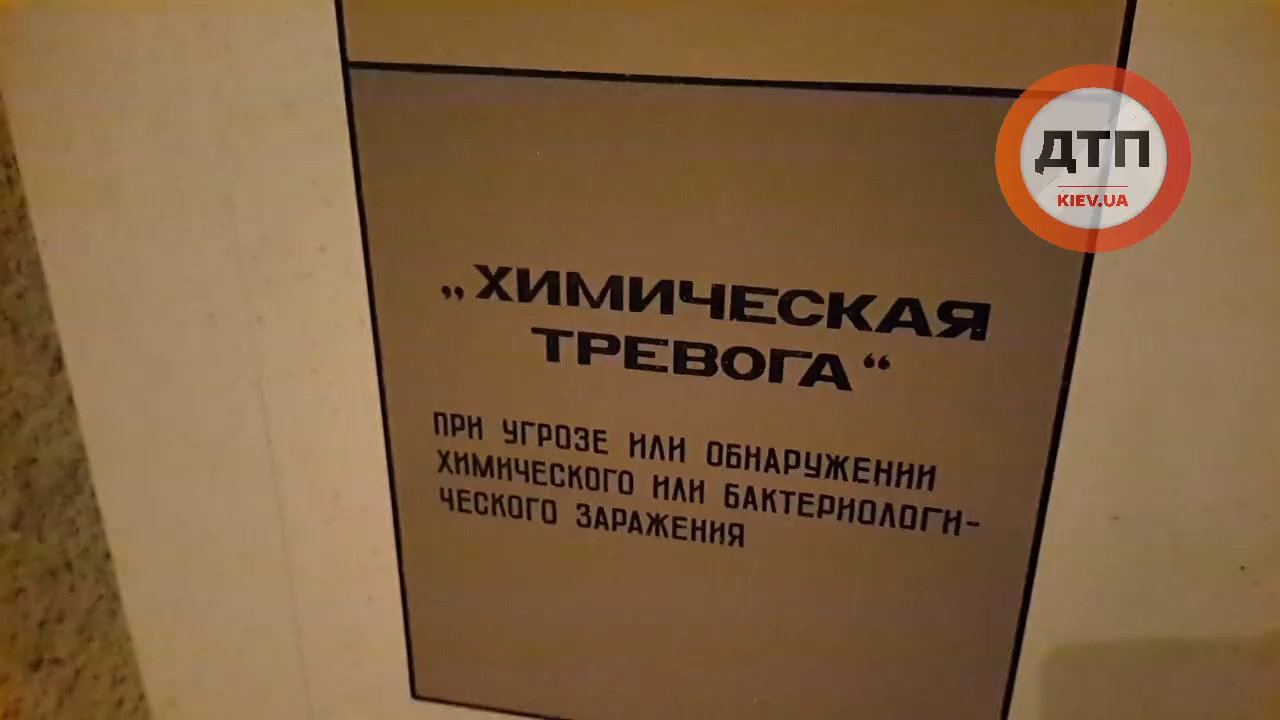 ДТП
KIEV.UA
„ХИМИЧЕСКАЯ
ТРЕВОГА“
ПРИ УГРОЗЕ ИЛИ ОБНАРУЖЕНИИ
ХИМИЧЕСКОГО ИЛИ БАКТЕРИОЛОГИ-
ЧЕСКОГО ЗАРАЖЕНИЯ